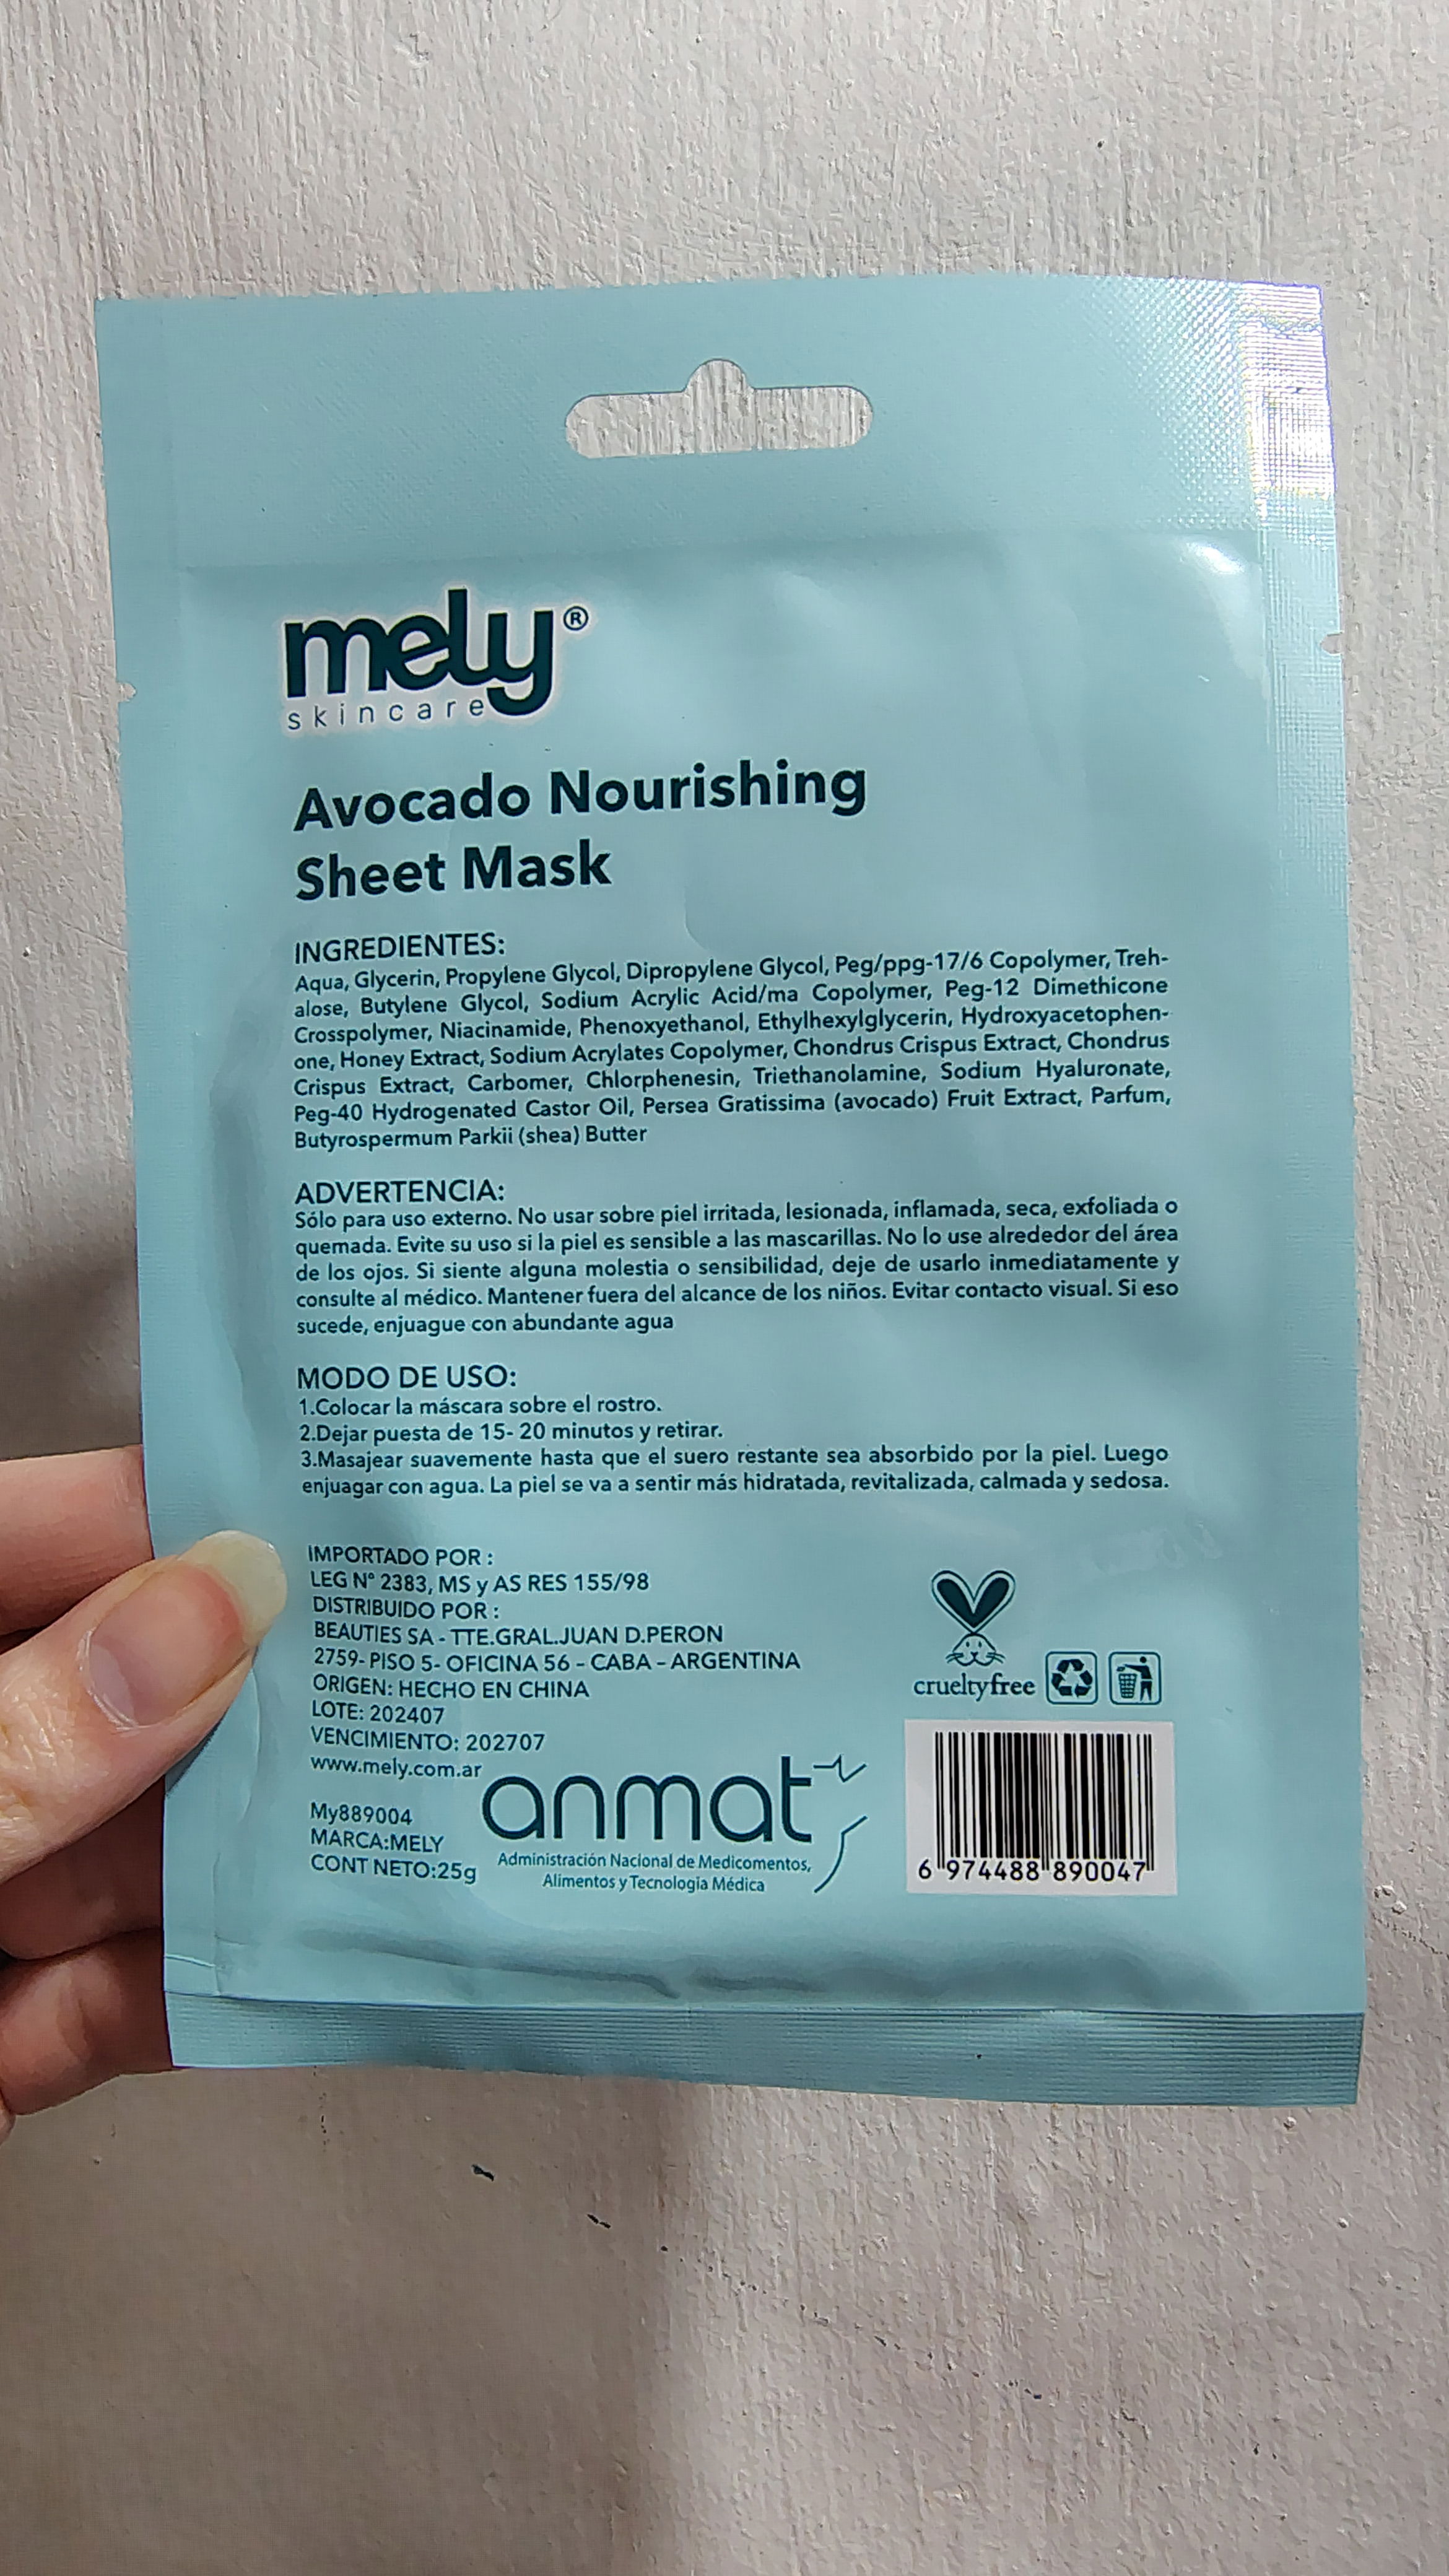 mely®
skincare
Avocado Nourishing
Sheet Mask
INGREDIENTES:
Aqua, Glycerin, Propylene Glycol, Dipropylene Glycol, Peg/ppg-17/6 Copolymer, Treh-
alose, Butylene Glycol, Sodium Acrylic Acid/ma Copolymer, Peg-12 Dimethicone
Crosspolymer, Niacinamide, Phenoxyethanol, Ethylhexylglycerin, Hydroxyacetophen-
one, Honey Extract, Sodium Acrylates Copolymer, Chondrus Crispus Extract, Chondrus
Crispus Extract, Carbomer, Chlorphenesin, Triethanolamine, Sodium Hyaluronate,
Peg-40 Hydrogenated Castor Oil, Persea Gratissima (avocado) Fruit Extract, Parfum,
Butyrospermum Parkii (shea) Butter
ADVERTENCIA:
Sólo para uso externo. No usar sobre piel irritada, lesionada, inflamada, seca, exfoliada o
quemada. Evite su uso si la piel es sensible a las mascarillas. No lo use alrededor del área
de los ojos. Si siente alguna molestia o sensibilidad, deje de usarlo inmediatamente y
consulte al médico. Mantener fuera del alcance de los niños. Evitar contacto visual. Si eso
sucede, enjuague con abundante agua
MODO DE USO:
1.Colocar la máscara sobre el rostro.
2.Dejar puesta de 15- 20 minutos y retirar.
3.Masajear suavemente hasta que el suero restante sea absorbido por la piel. Luego
enjuagar con agua. La piel se va a sentir más hidratada, revitalizada, calmada y sedosa.
IMPORTADO POR :
LEG N° 2383, MS y AS RES 155/98
DISTRIBUIDO POR :
BEAUTIES SA - TTE.GRAL.JUAN D.PERON
2759- PISO 5- OFICINA 56 - CABA - ARGENTINA
ORIGEN: HECHO EN CHINA
LOTE: 202407
VENCIMIENTO: 202707
www.mely.com.ar
My889004
MARCA:MELY
CONT NETO:25g
anmat
Administración Nacional de Medicomentos,
Alimentos y Tecnología Médica
crueltyfree
6 974488 890047